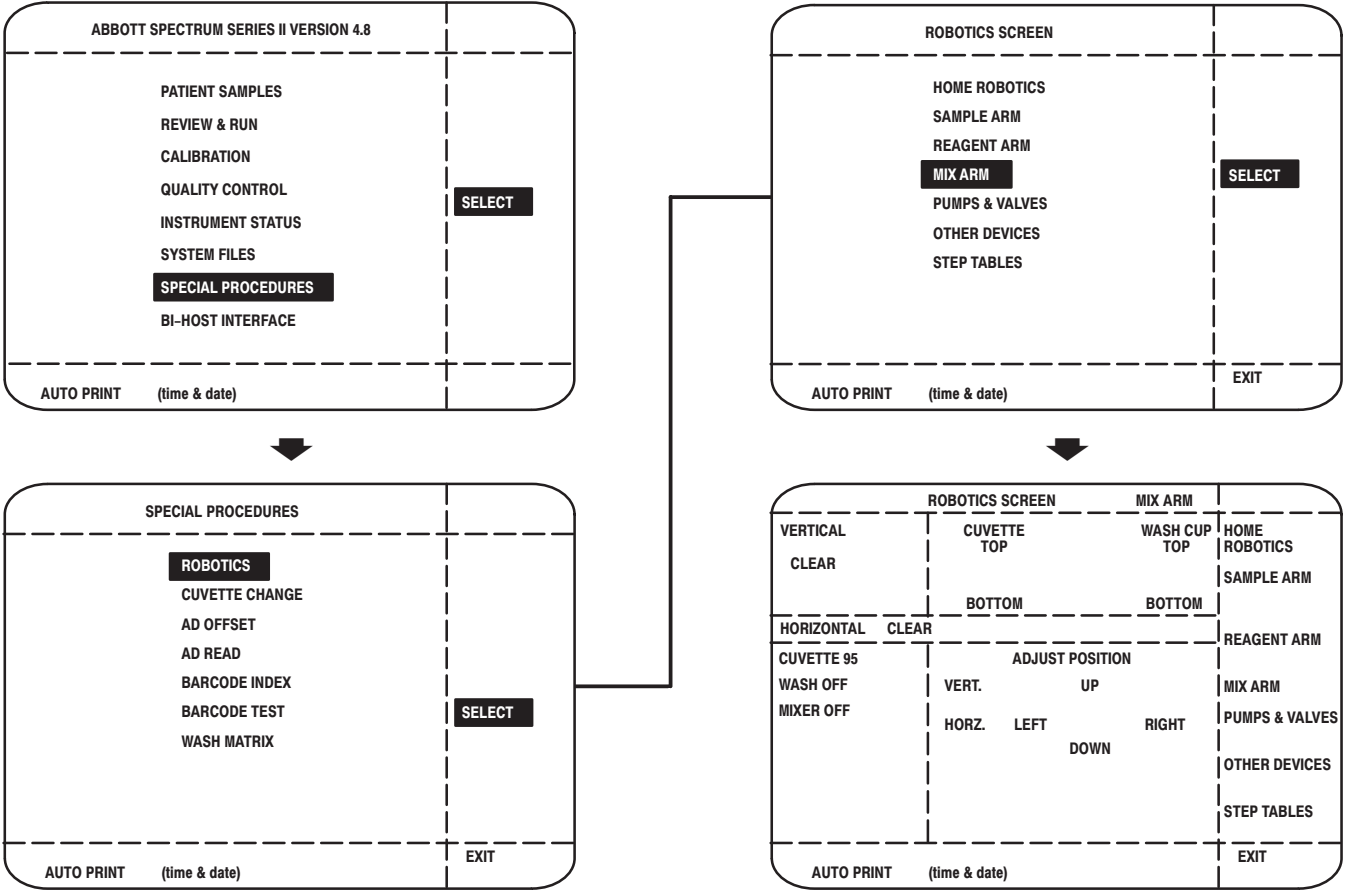 ABBOTT SPECTRUM SERIES II VERSION 4.8
PATIENT SAMPLES
REVIEW & RUN
CALIBRATION
QUALITY CONTROL
INSTRUMENT STATUS
SYSTEM FILES
SPECIAL PROCEDURES
BI–HOST INTERFACE
SELECT
AUTO PRINT (time & date)
SPECIAL PROCEDURES
ROBOTICS
CUVETTE CHANGE
AD OFFSET
AD READ
BARCODE INDEX
BARCODE TEST
WASH MATRIX
SELECT
EXIT
AUTO PRINT (time & date)
ROBOTICS SCREEN
HOME ROBOTICS
SAMPLE ARM
REAGENT ARM
MIX ARM
PUMPS & VALVES
OTHER DEVICES
STEP TABLES
SELECT
EXIT
AUTO PRINT (time & date)
ROBOTICS SCREEN MIX ARM
VERTICAL
CLEAR
CUVETTE
TOP
BOTTOM
WASH CUP
TOP
BOTTOM
HORIZONTAL CLEAR
CUVETTE 95
WASH OFF
MIXER OFF
ADJUST POSITION
VERT. UP
HORZ. LEFT RIGHT
DOWN
HOME
ROBOTICS
SAMPLE ARM
REAGENT ARM
MIX ARM
PUMPS & VALVES
OTHER DEVICES
STEP TABLES
EXIT
AUTO PRINT (time & date)